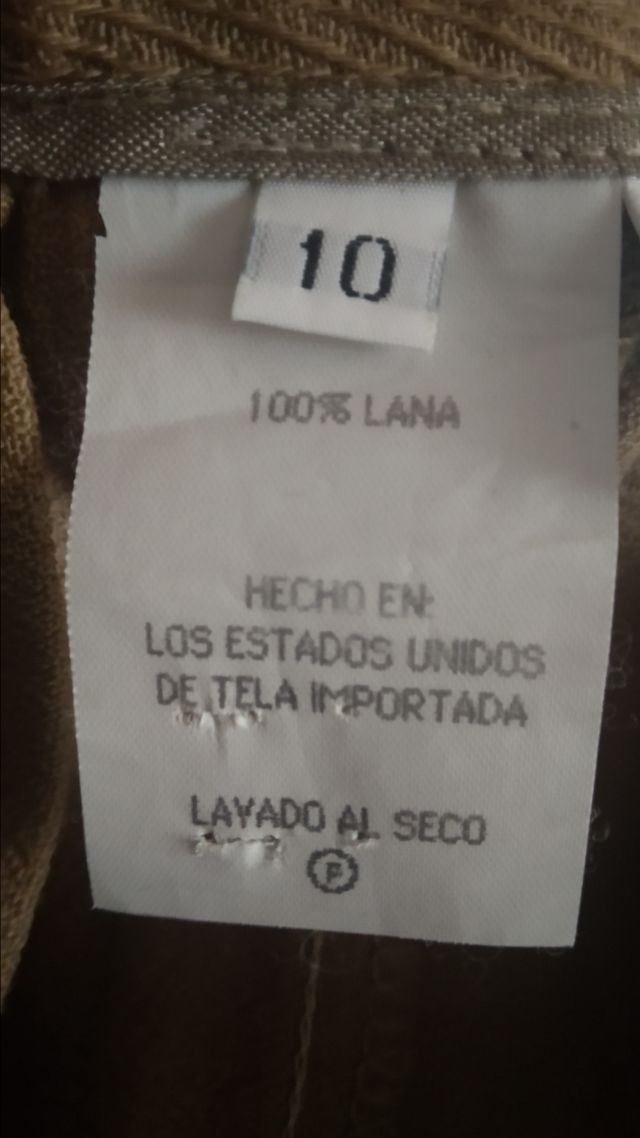 10
100% LANA
HECHO EN:
LOS ESTADOS UNIDOS
DE TELA IMPORTADA
LAVADO AL SECO
P